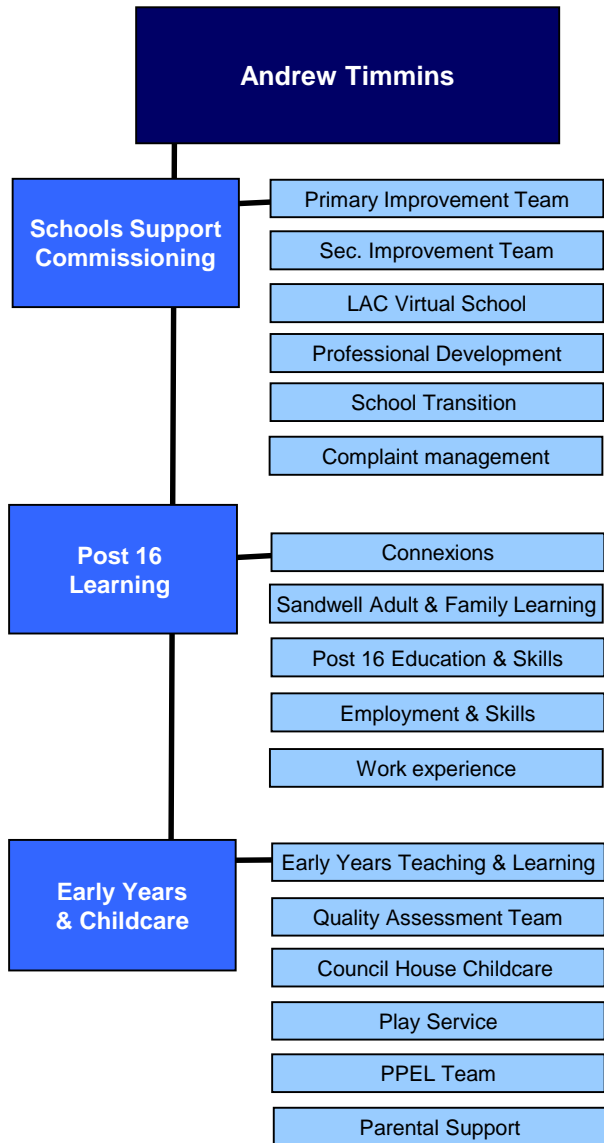 Andrew Timmins
Schools Support
Commissioning
Primary Improvement Team
Sec. Improvement Team
LAC Virtual School
Professional Development
School Transition
Complaint management
Post 16
Learning
Connexions
Sandwell Adult & Family Learning
Post 16 Education & Skills
Employment & Skills
Work experience
Early Years
& Childcare
Early Years Teaching & Learning
Quality Assessment Team
Council House Childcare
Play Service
PPEL Team
Parental Support